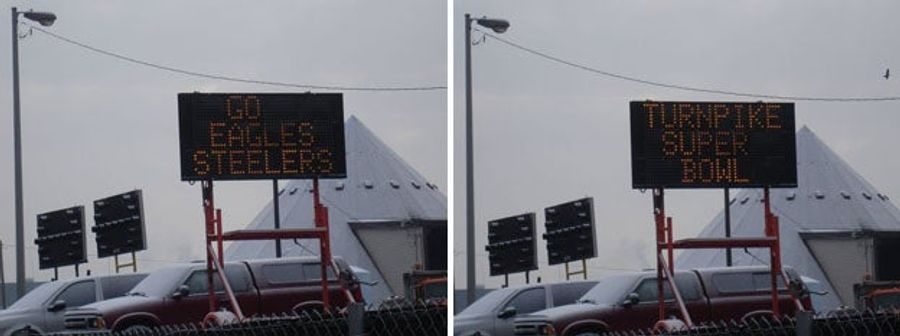 GO
EAGLES
STEELERS
TURNPIKE
SUPER
BOWL